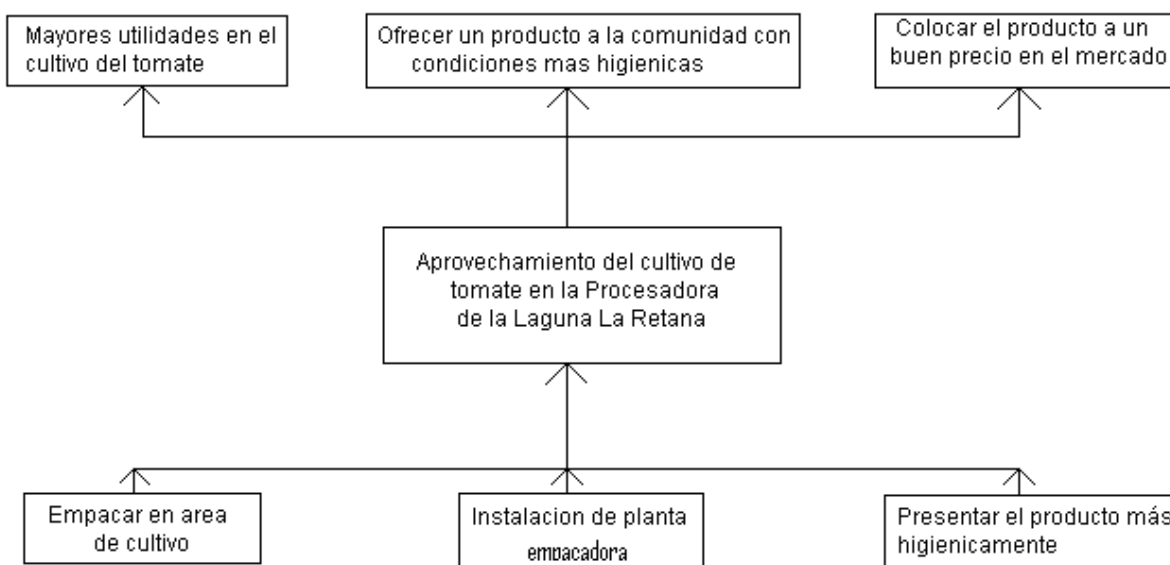 Mayores utilidades en el
cultivo del tomate
Ofrecer un producto a la comunidad con
condiciones mas higienicas
Colocar el producto a un
buen precio en el mercado
Aprovechamiento del cultivo de
tomate en la Procesadora
de la Laguna La Retana
Empacar en area
de cultivo
Instalacion de planta
empacadora
Presentar el producto más
higienicamente